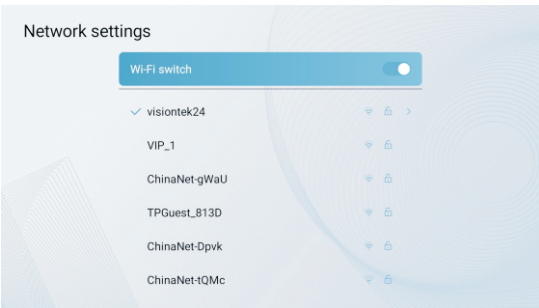 Network settings
Wi-Fi switch
visiontek24
VIP_1
ChinaNet-gWaU
TPGuest_813D
ChinaNet-Dpvk
ChinaNet-tQMc